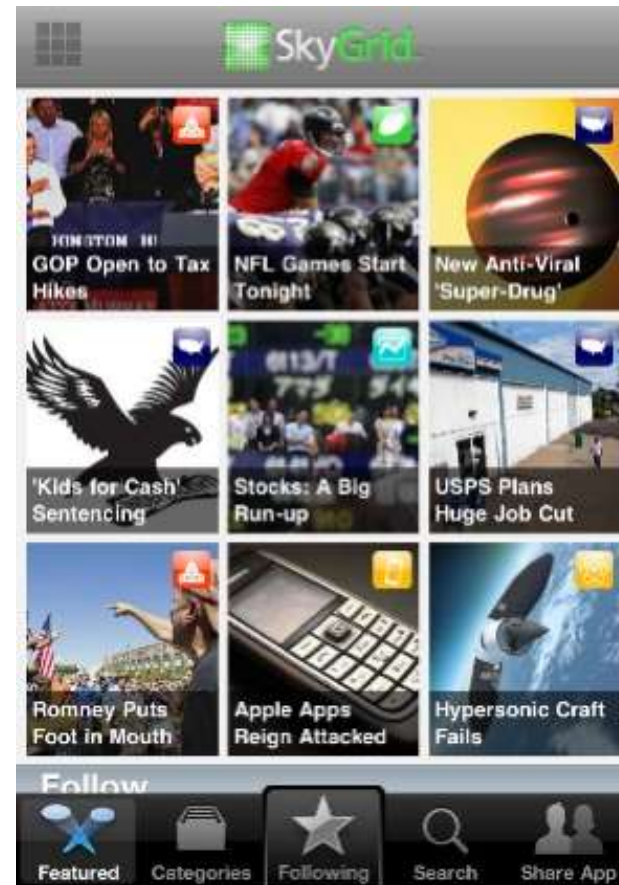 SkyGrid
GOP Open to Tax
Hikes
NFL Games Start
Tonight
New Anti-Viral
'Super-Drug'
'Kids for Cash'
Sentencing
6113/T
775
Stocks: A Big
Run-up
USPS Plans
Huge Job Cut
Romney Puts
Foot in Mouth
Apple Apps
Reign Attacked
Hypersonic Craft
Fails
Follow
Featured
Categories
Following
Search
Share App